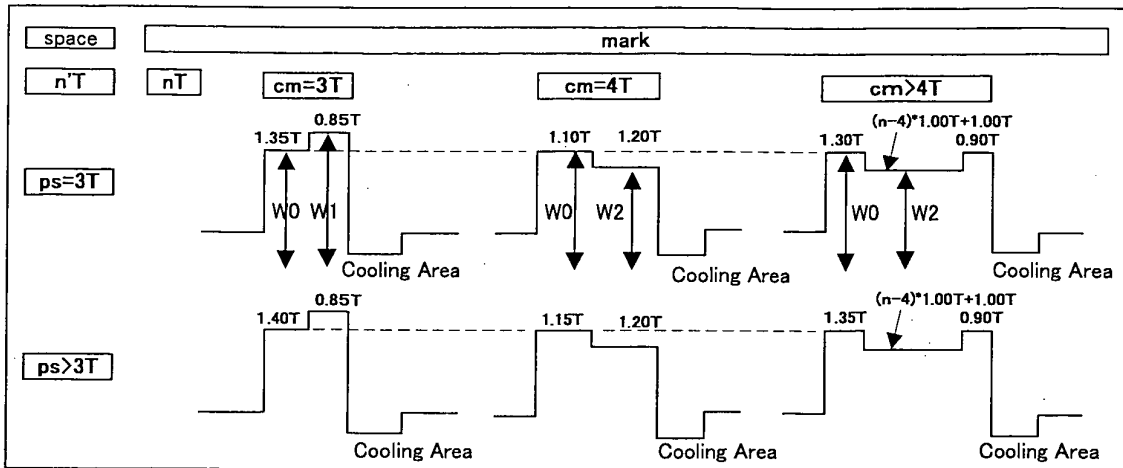 space mark
n'T nT cm=3T cm=4T cm>4T
0.85T (n-4)*1.00T+1.00T
1.35T 1.10T 1.20T 1.30T 0.90T
ps=3T
W0 W1 W0 W2 W0 W2
Cooling Area Cooling Area Cooling Area
0.85T (n-4)*1.00T+1.00T
1.40T 1.15T 1.20T 1.35T 0.90T
ps>3T
Cooling Area Cooling Area Cooling Area